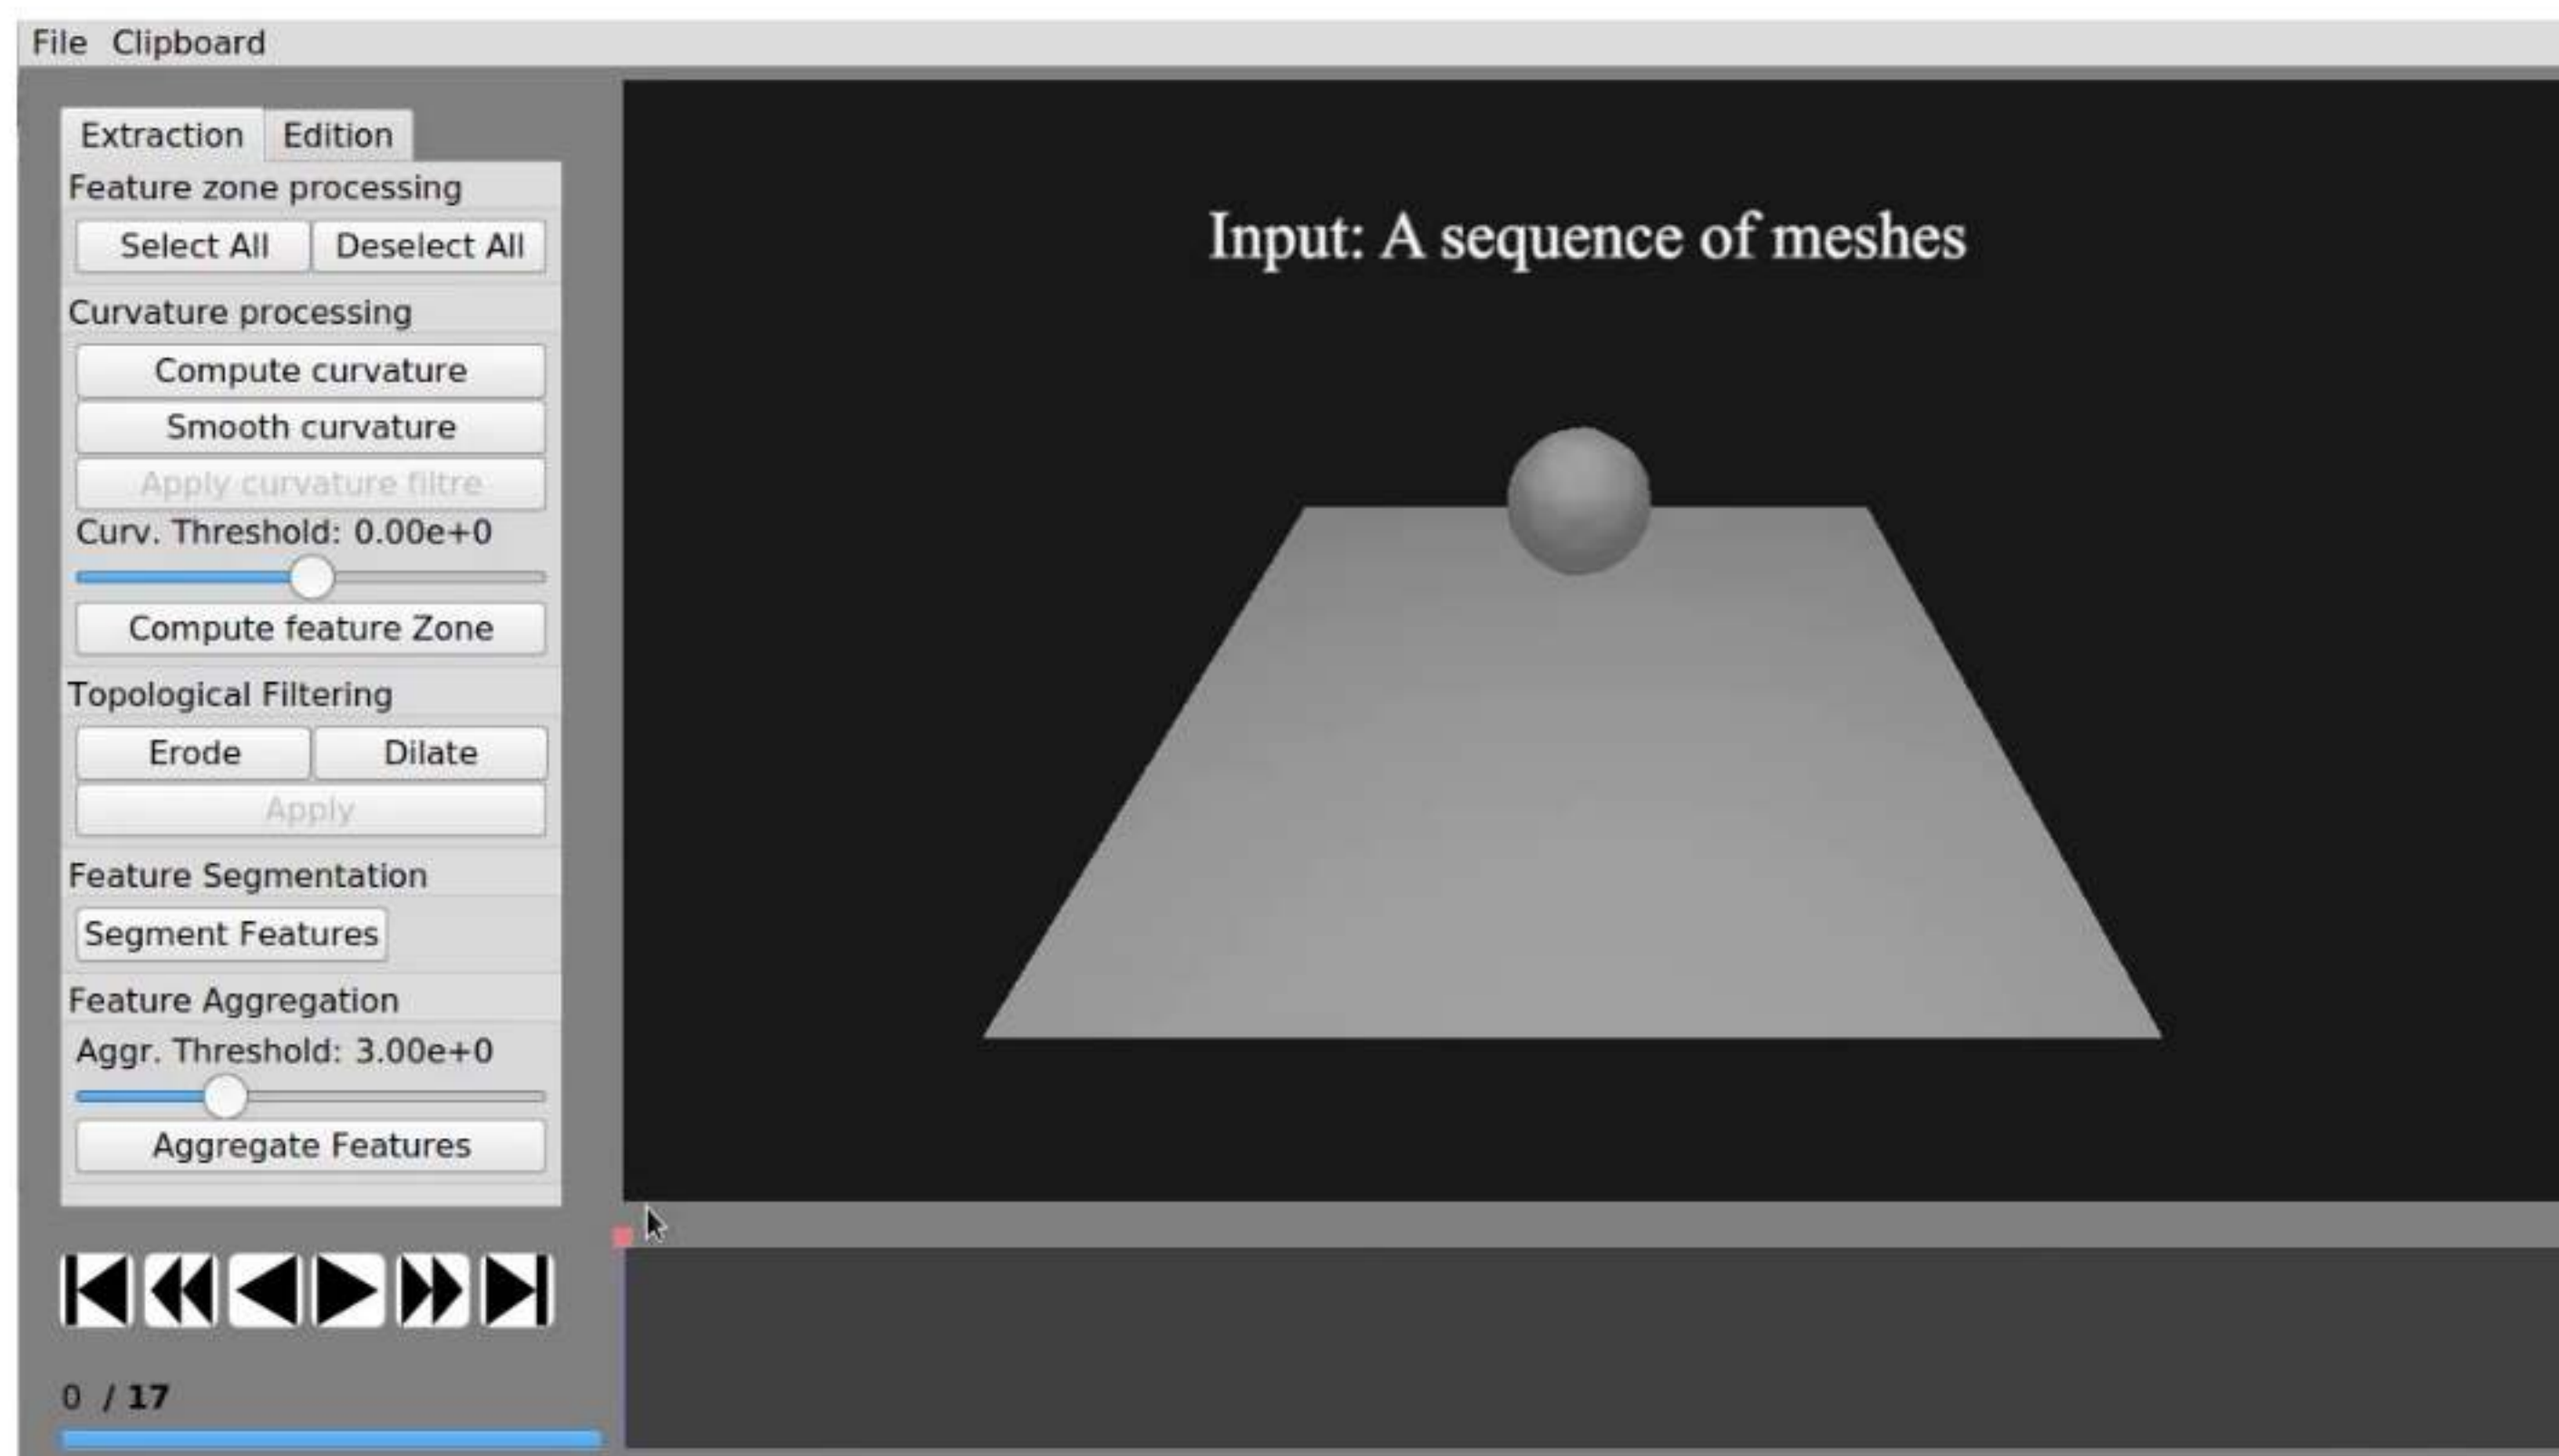 File Clipboard
Extraction Edition
Feature zone processing
Select All Deselect All
Curvature processing
Compute curvature
Smooth curvature
Apply curvature filtre
Curv. Threshold: 0.00e+0
Compute feature Zone
Topological Filtering
Erode Dilate
Apply
Feature Segmentation
Segment Features
Feature Aggregation
Aggr. Threshold: 3.00e+0
Aggregate Features
0 / 17
Input: A sequence of meshes